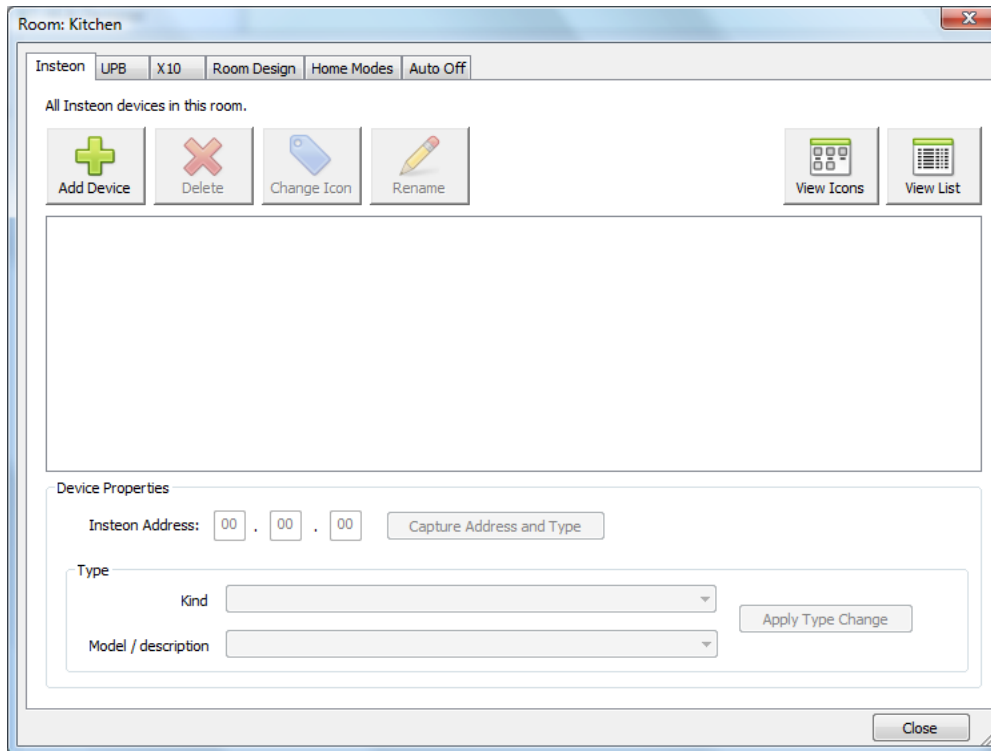 Room: Kitchen
Insteon UPB X10 Room Design Home Modes Auto Off
All Insteon devices in this room.
Add Device Delete Change Icon Rename View Icons View List
Device Properties
Insteon Address: 00 . 00 . 00 Capture Address and Type
Type
Kind
Apply Type Change
Model / description
Close